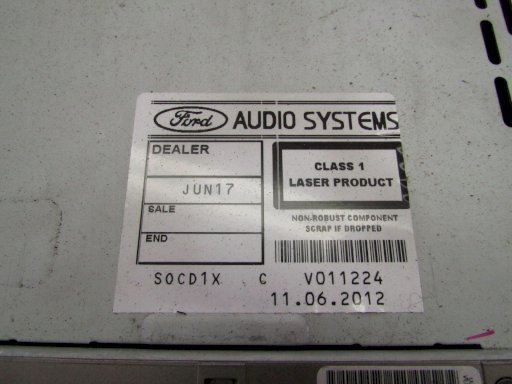 Ford AUDIO SYSTEMS
DEALER
JUN17
SALE
END
CLASS 1
LASER PRODUCT
NON-ROBUST COMPONENT
SCRAP IF DROPPED
SOCD1X C V011224
11.06.2012